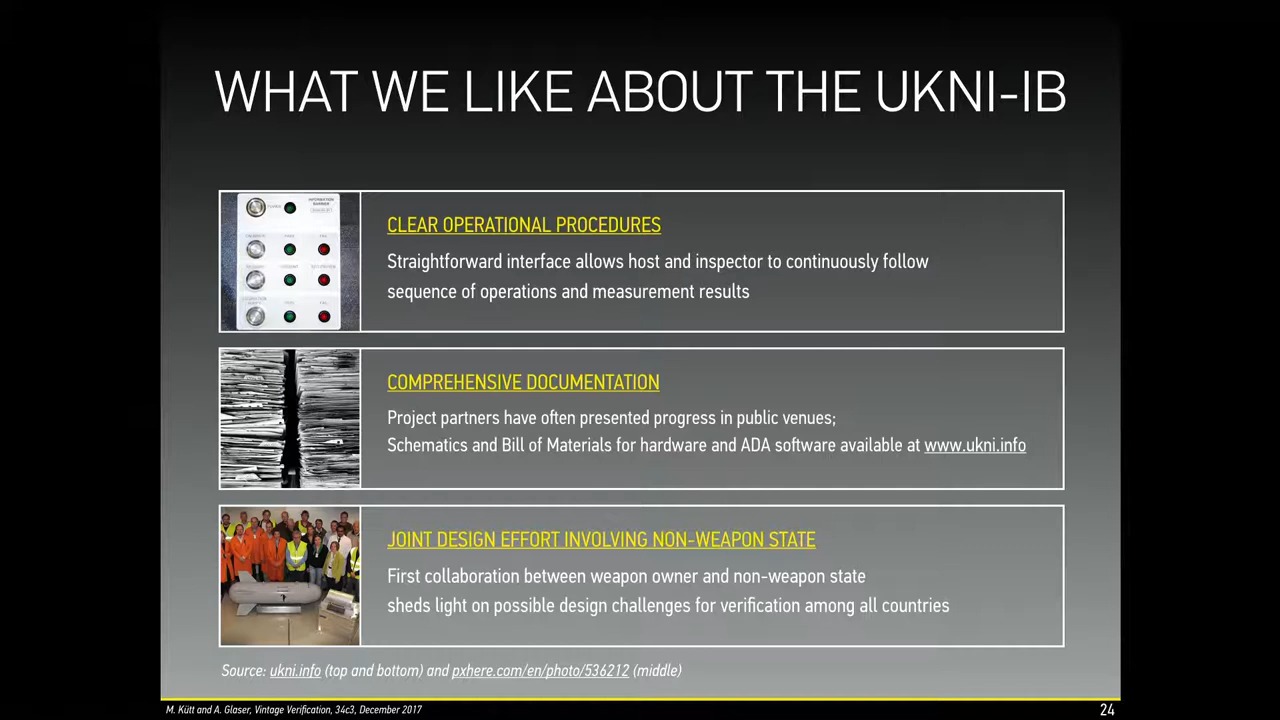 WHAT WE LIKE ABOUT THE UKNI-IB
CLEAR OPERATIONAL PROCEDURES
Straightforward interface allows host and inspector to continuously follow
sequence of operations and measurement results
COMPREHENSIVE DOCUMENTATION
Project partners have often presented progress in public venues;
Schematics and Bill of Materials for hardware and ADA software available at www.ukni.info
JOINT DESIGN EFFORT INVOLVING NON-WEAPON STATE
First collaboration between weapon owner and non-weapon state
sheds light on possible design challenges for verification among all countries
Source: ukni.info (top and bottom) and pxhere.com/en/photo/536212 (middle)
M. Kütt and A. Glaser, Vintage Verification, 34c3, December 2017
24